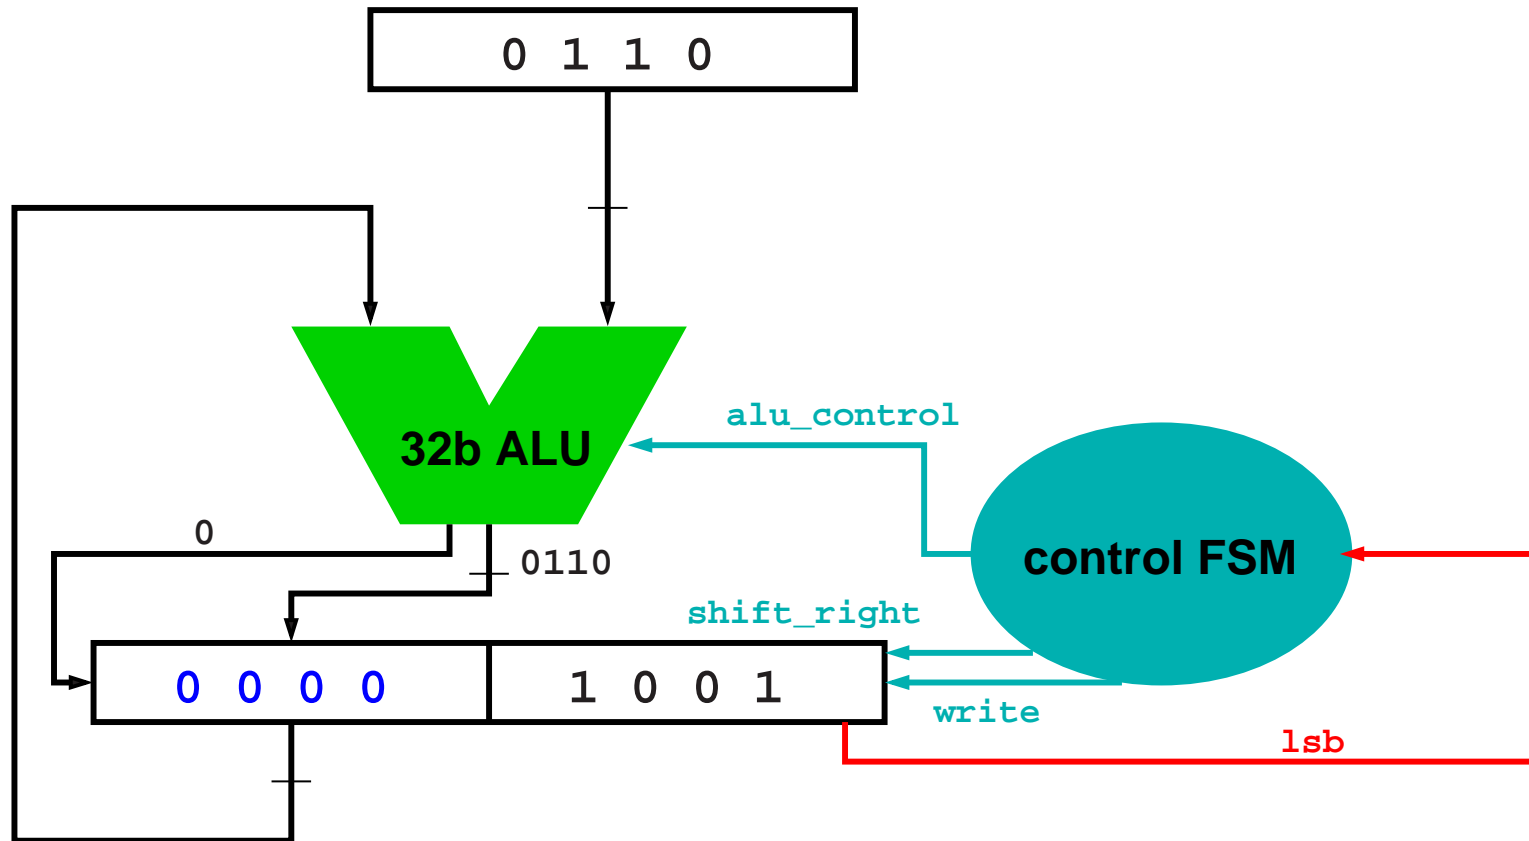 0 1 1 0
alu_control
32b ALU
0
0110
control FSM
shift_right
0 0 0 0 1 0 0 1
write
lsb